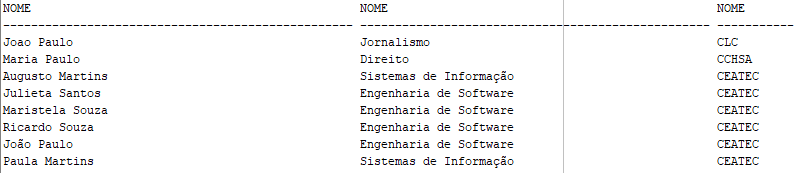 NOME NOME NOME
-------------------------------------------------- -------------------------------------------------- -----------
Joao Paulo Jornalismo CLC
Maria Paulo Direito CCHSA
Augusto Martins Sistemas de Informação CEATEC
Julieta Santos Engenharia de Software CEATEC
Maristela Souza Engenharia de Software CEATEC
Ricardo Souza Engenharia de Software CEATEC
João Paulo Engenharia de Software CEATEC
Paula Martins Sistemas de Informação CEATEC